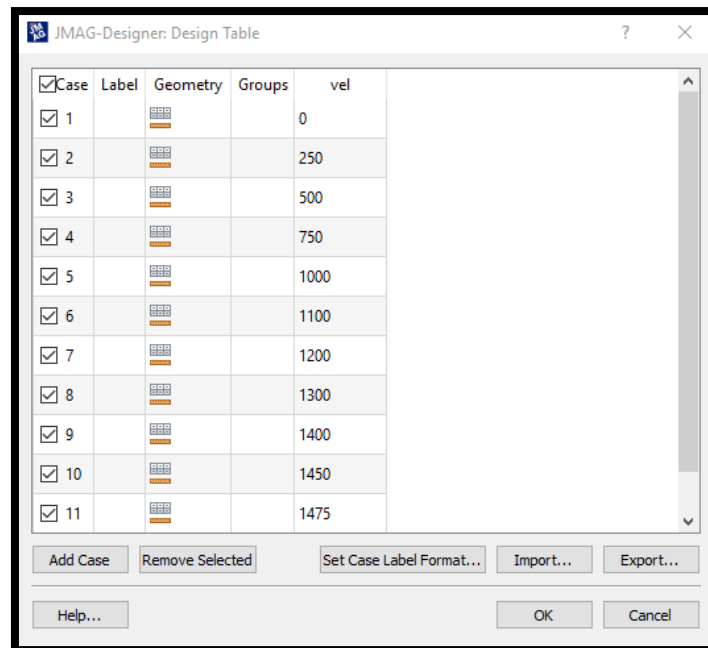 JMAG-Designer: Design Table ?
Case Label Geometry Groups vel
1 0
2 250
3 500
4 750
5 1000
6 1100
7 1200
8 1300
9 1400
10 1450
11 1475
Add Case Remove Selected Set Case Label Format... Import... Export...
Help... OK Cancel